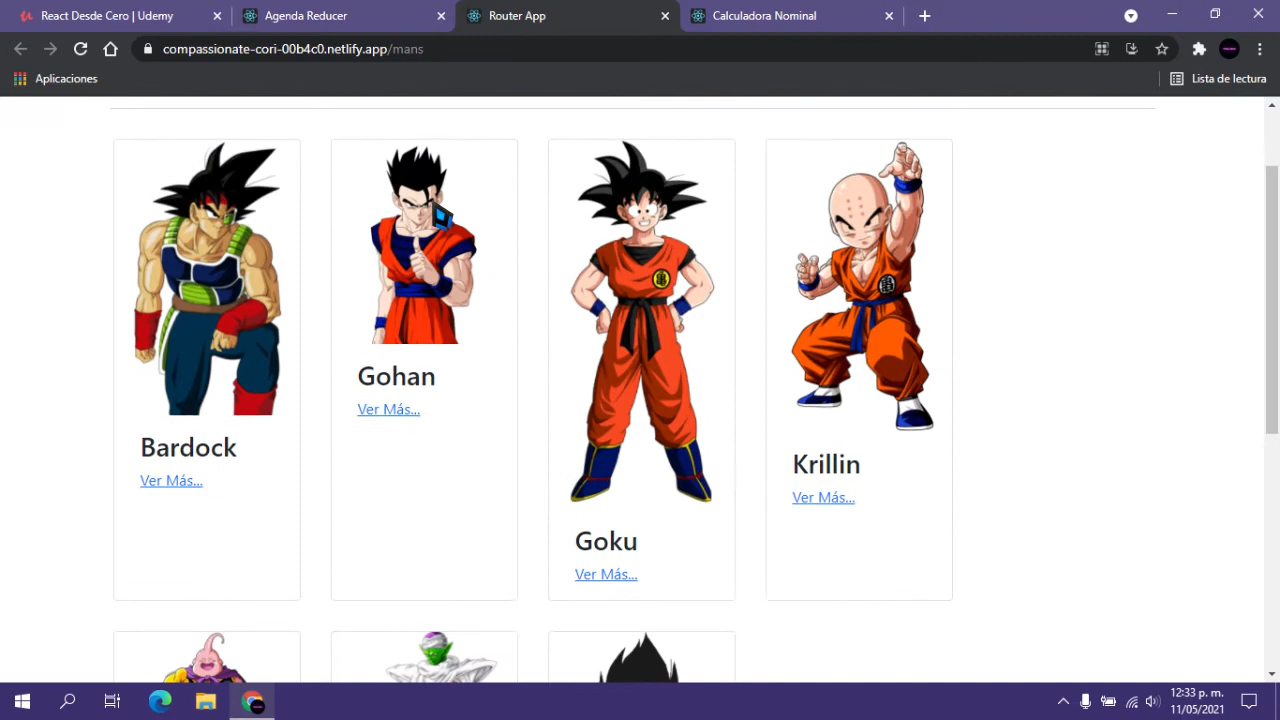 React Desde Cero | Udemy
Agenda Reducer
Router App
Calculadora Nominal
compassionate-cori-00b4c0.netlify.app/mans
Aplicaciones
Lista de lectura
Bardock
Ver Más...
Gohan
Ver Más...
Goku
Ver Más...
Krillin
Ver Más...
12:33 p. m.
11/05/2021